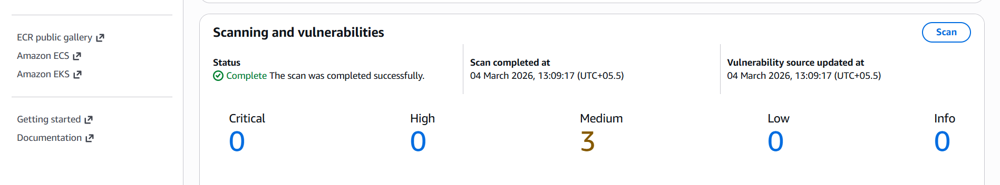 ECR public gallery
Amazon ECS
Amazon EKS
Getting started
Documentation
Scanning and vulnerabilities
Scan
Status
Complete The scan was completed successfully.
Scan completed at
04 March 2026, 13:09:17 (UTC+05.5)
Vulnerability source updated at
04 March 2026, 13:09:17 (UTC+05.5)
Critical
0
High
0
Medium
3
Low
0
Info
0